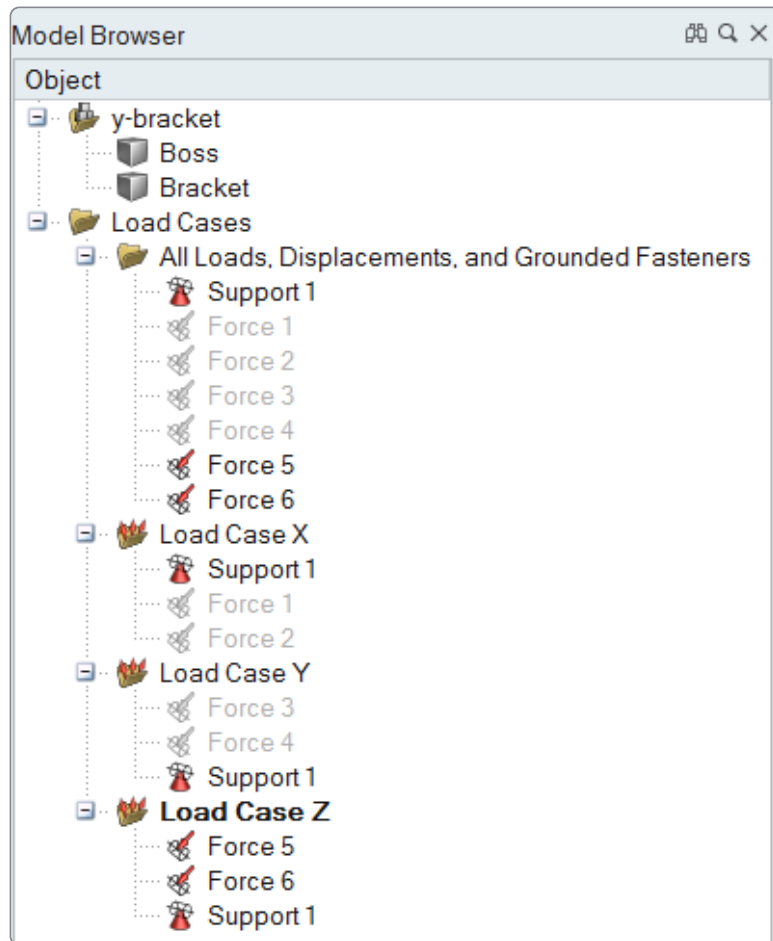 Model Browser
Object
y-bracket
Boss
Bracket
Load Cases
All Loads, Displacements, and Grounded Fasteners
Support 1
Force 1
Force 2
Force 3
Force 4
Force 5
Force 6
Load Case X
Support 1
Force 1
Force 2
Load Case Y
Force 3
Force 4
Support 1
Load Case Z
Force 5
Force 6
Support 1